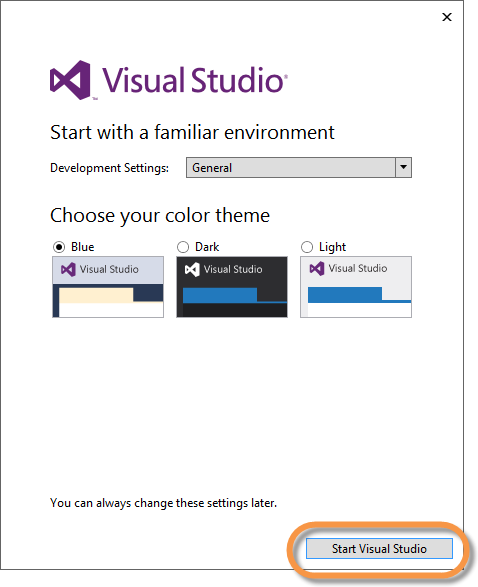 Visual Studio®
Start with a familiar environment
Development Settings: General
Choose your color theme
Blue Dark Light
Visual Studio Visual Studio Visual Studio
You can always change these settings later.
Start Visual Studio